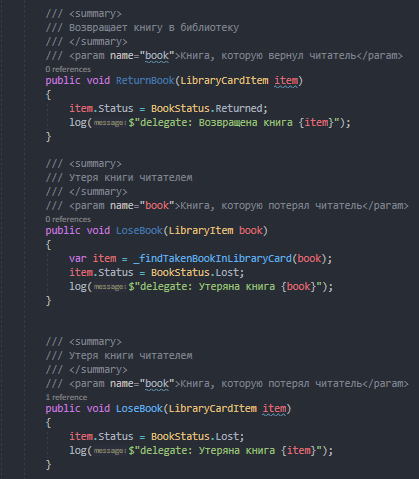 /// <summary>
/// Возвращает книгу в библиотеку
/// </summary>
/// <param name="book">Книга, которую вернул читатель</param>
0 references
public void ReturnBook(LibraryCardItem item)
{
item.Status = BookStatus.Returned;
log(message:$"delegate: Возвращена книга {item}");
}
/// <summary>
/// Утеря книги читателем
/// </summary>
/// <param name="book">Книга, которую потерял читатель</param>
0 references
public void LoseBook(LibraryItem book)
{
var item = _findTakenBookInLibraryCard(book);
item.Status = BookStatus.Lost;
log(message:$"delegate: Утеряна книга {book}");
}
/// <summary>
/// Утеря книги читателем
/// </summary>
/// <param name="book">Книга, которую потерял читатель</param>
1 reference
public void LoseBook(LibraryCardItem item)
{
item.Status = BookStatus.Lost;
log(message:$"delegate: Утеряна книга {item}");
}